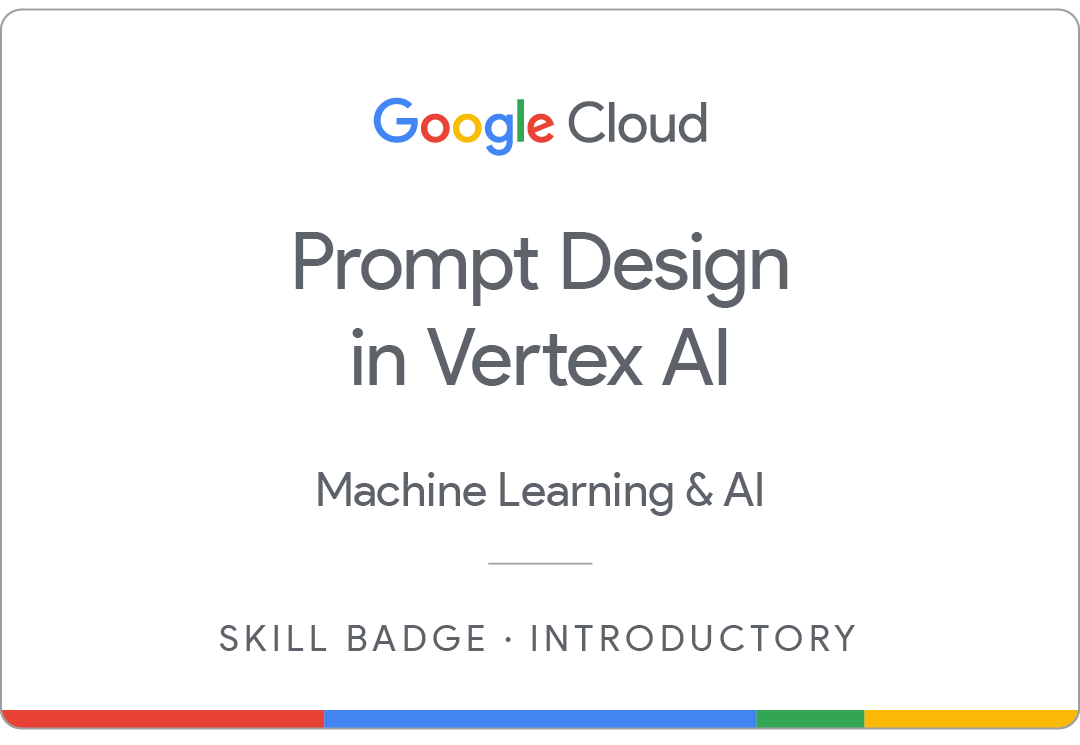 Google Cloud
Prompt Design
in Vertex AI
Machine Learning & AI
SKILL BADGE · INTRODUCTORY